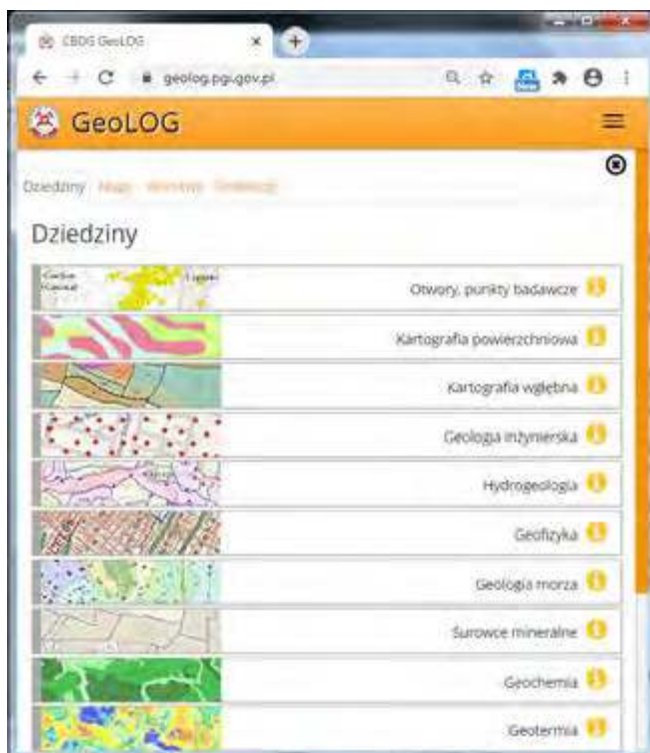 CBDG GeoLOG
geolog.pgi.gov.pl
GeoLOG
Dziedziny Mapy
Dziedziny
Otwory, punkty badawcze
Kartografia powierzchniowa
Kartografia wgłębna
Geologia inżynierska
Hydrogeologia
Geofizyka
Geologia morza
Surowce mineralne
Geochemia
Geotermia